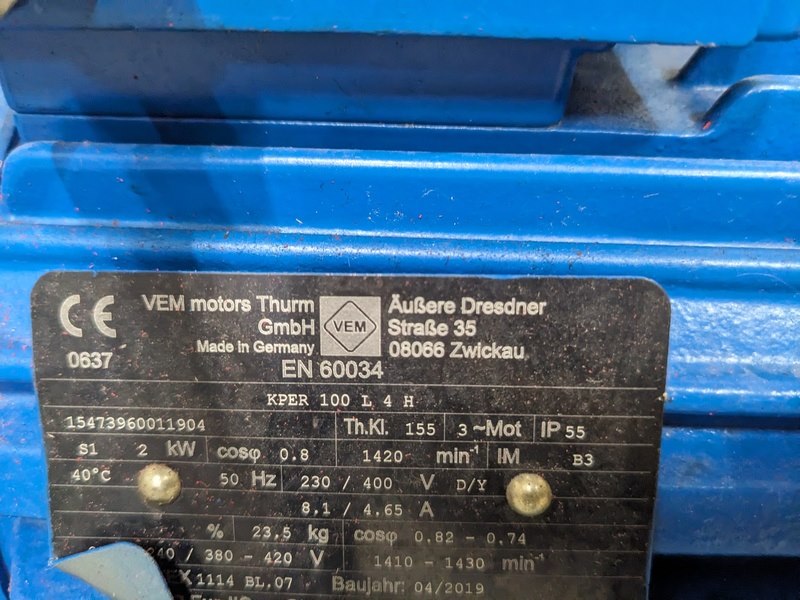 CE
0637
VEM motors Thurm
GmbH
Made in Germany
VEM
Äußere Dresdner
Straße 35
08066 Zwickau
EN 60034
KPER 100 L 4 H
15473960011904 Th.Kl. 155 3 ~Mot IP 55
S1 2 kW cosφ 0.8 1420 min⁻¹ IM B3
40°C 50 Hz 230 / 400 V D/Y
8.1 / 4.65 A
% 23.5 kg cosφ 0.82 - 0.74
240 / 380 - 420 V 1410 - 1430 min⁻¹
1114 BL.07 Baujahr: 04/2019